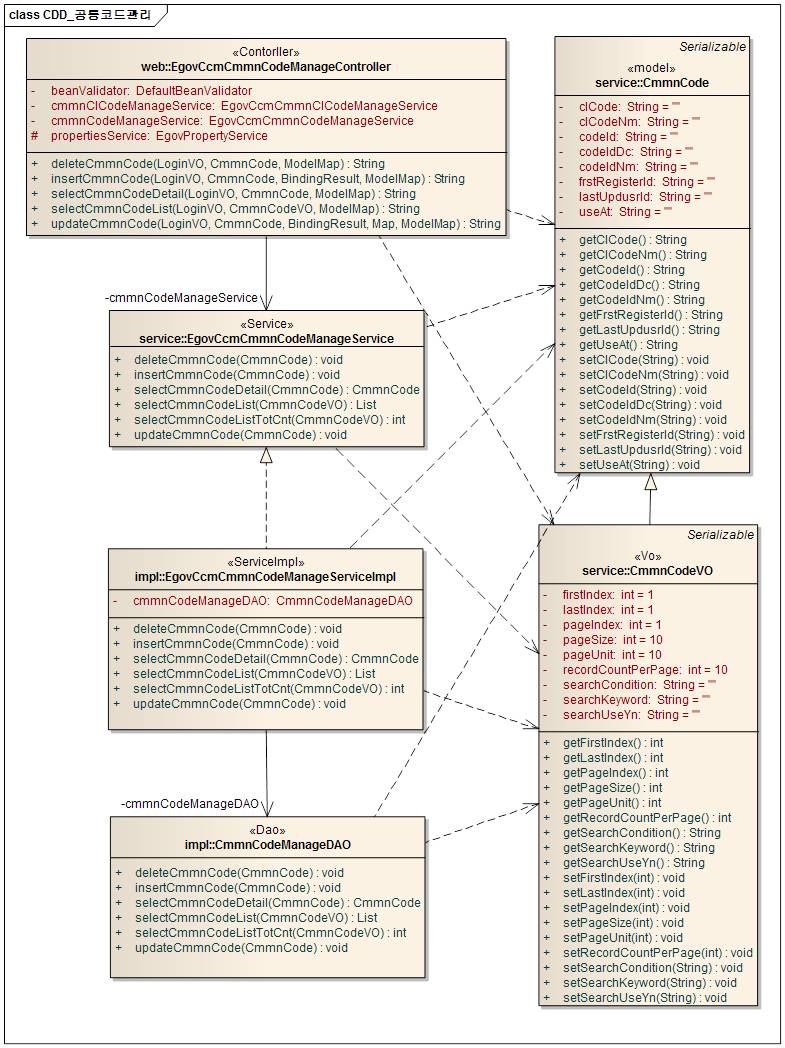 class CDD_공통코드관리
«Contorller»
web::EgovCcmCmmnCodeManageController
- beanValidator: DefaultBeanValidator
- cmmnClCodeManageService: EgovCcmCmmnClCodeManageService
- cmmnCodeManageService: EgovCcmCmmnCodeManageService
# propertiesService: EgovPropertyService
+ deleteCmmnCode(LoginVO, CmmnCode, ModelMap) : String
+ insertCmmnCode(LoginVO, CmmnCode, BindingResult, ModelMap) : String
+ selectCmmnCodeDetail(LoginVO, CmmnCode, ModelMap) : String
+ selectCmmnCodeList(LoginVO, CmmnCodeVO, ModelMap) : String
+ updateCmmnCode(LoginVO, CmmnCode, BindingResult, Map, ModelMap) : String
Serializable
«model»
service::CmmnCode
- clCode: String = ""
- clCodeNm: String = ""
- codeId: String = ""
- codeIdDc: String = ""
- codeIdNm: String = ""
- frstRegisterId: String = ""
- lastUpdusrId: String = ""
- useAt: String = ""
+ getClCode() : String
+ getClCodeNm() : String
+ getCodeId() : String
+ getCodeIdDc() : String
+ getCodeIdNm() : String
+ getFrstRegisterId() : String
+ getLastUpdusrId() : String
+ getUseAt() : String
+ setClCode(String) : void
+ setClCodeNm(String) : void
+ setCodeId(String) : void
+ setCodeIdDc(String) : void
+ setCodeIdNm(String) : void
+ setFrstRegisterId(String) : void
+ setLastUpdusrId(String) : void
+ setUseAt(String) : void
-cmmnCodeManageService
«Service»
service::EgovCcmCmmnCodeManageService
+ deleteCmmnCode(CmmnCode) : void
+ insertCmmnCode(CmmnCode) : void
+ selectCmmnCodeDetail(CmmnCode) : CmmnCode
+ selectCmmnCodeList(CmmnCodeVO) : List
+ selectCmmnCodeListTotCnt(CmmnCodeVO) : int
+ updateCmmnCode(CmmnCode) : void
«ServiceImpl»
impl::EgovCcmCmmnCodeManageServiceImpl
- cmmnCodeManageDAO: CmmnCodeManageDAO
+ deleteCmmnCode(CmmnCode) : void
+ insertCmmnCode(CmmnCode) : void
+ selectCmmnCodeDetail(CmmnCode) : CmmnCode
+ selectCmmnCodeList(CmmnCodeVO) : List
+ selectCmmnCodeListTotCnt(CmmnCodeVO) : int
+ updateCmmnCode(CmmnCode) : void
Serializable
«Vo»
service::CmmnCodeVO
- firstIndex: int = 1
- lastIndex: int = 1
- pageIndex: int = 1
- pageSize: int = 10
- pageUnit: int = 10
- recordCountPerPage: int = 10
- searchCondition: String = ""
- searchKeyword: String = ""
- searchUseYn: String = ""
+ getFirstIndex() : int
+ getLastIndex() : int
+ getPageIndex() : int
+ getPageSize() : int
+ getPageUnit() : int
+ getRecordCountPerPage() : int
+ getSearchCondition() : String
+ getSearchKeyword() : String
+ getSearchUseYn() : String
+ setFirstIndex(int) : void
+ setLastIndex(int) : void
+ setPageIndex(int) : void
+ setPageSize(int) : void
+ setPageUnit(int) : void
+ setRecordCountPerPage(int) : void
+ setSearchCondition(String) : void
+ setSearchKeyword(String) : void
+ setSearchUseYn(String) : void
-cmmnCodeManageDAO
«Dao»
impl::CmmnCodeManageDAO
+ deleteCmmnCode(CmmnCode) : void
+ insertCmmnCode(CmmnCode) : void
+ selectCmmnCodeDetail(CmmnCode) : CmmnCode
+ selectCmmnCodeList(CmmnCodeVO) : List
+ selectCmmnCodeListTotCnt(CmmnCodeVO) : int
+ updateCmmnCode(CmmnCode) : void